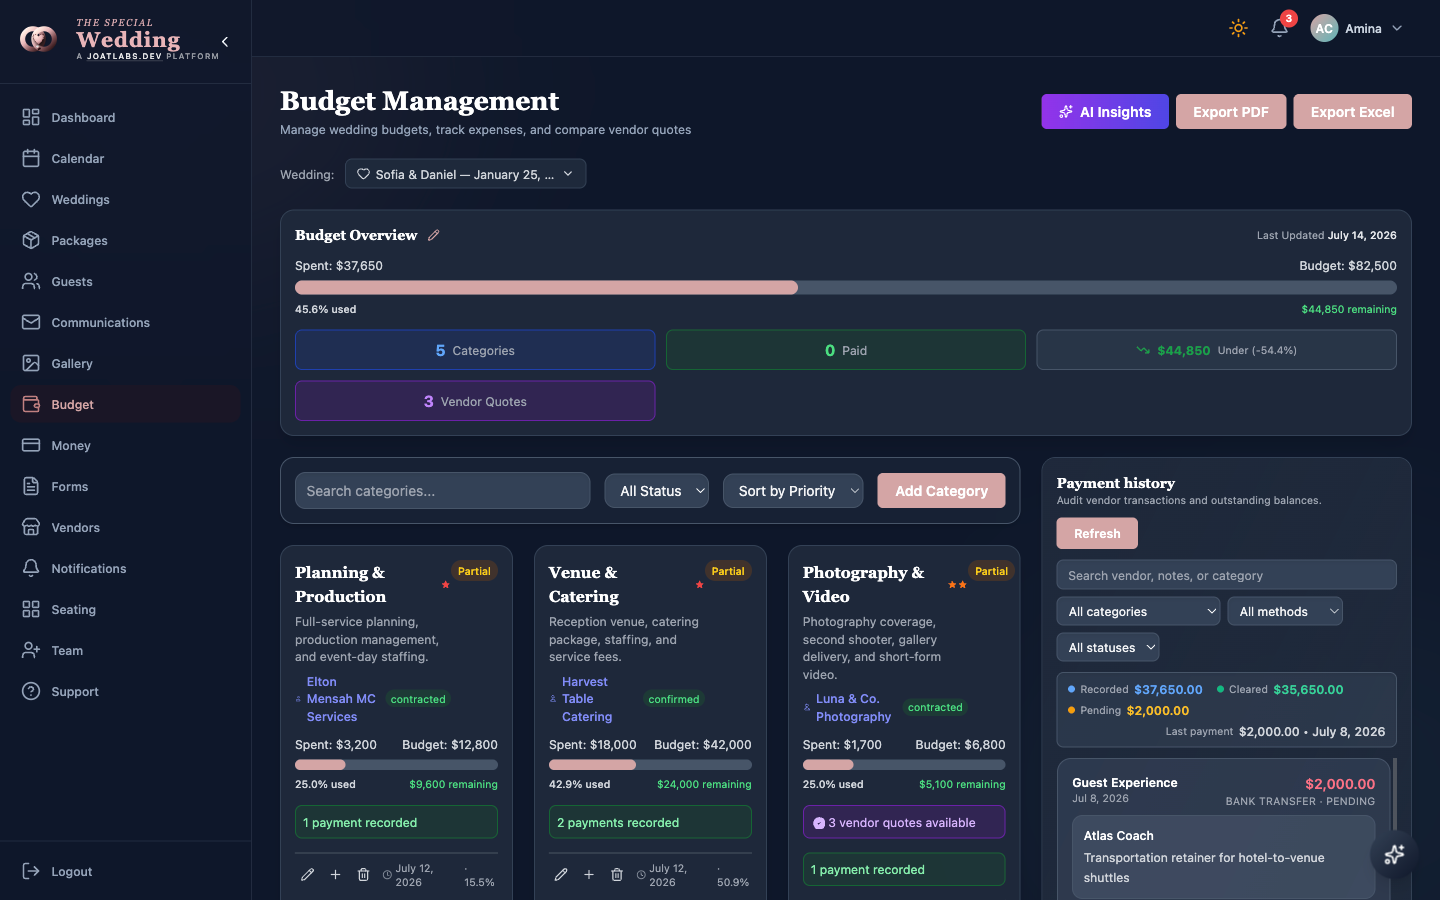 THE SPECIAL
Wedding
A JOATLABS.DEV PLATFORM
Dashboard
Calendar
Weddings
Packages
Guests
Communications
Gallery
Budget
Money
Forms
Vendors
Notifications
Seating
Team
Support
Logout
3
AC Amina
Budget Management
Manage wedding budgets, track expenses, and compare vendor quotes
AI Insights
Export PDF
Export Excel
Wedding: Sofia & Daniel — January 25, ...
Budget Overview
Last Updated July 14, 2026
Spent: $37,650
Budget: $82,500
45.6% used
$44,850 remaining
5 Categories
0 Paid
$44,850 Under (-54.4%)
3 Vendor Quotes
Search categories...
All Status
Sort by Priority
Add Category
Planning &
Production
Partial
Full-service planning,
production management,
and event-day staffing.
Elton
Mensah MC
Services
contracted
Spent: $3,200 Budget: $12,800
25.0% used $9,600 remaining
1 payment recorded
July 12,
2026
·
15.5%
Venue &
Catering
Partial
Reception venue, catering
package, staffing, and
service fees.
Harvest
Table
Catering
confirmed
Spent: $18,000 Budget: $42,000
42.9% used $24,000 remaining
2 payments recorded
July 12,
2026
·
50.9%
Photography &
Video
Partial
Photography coverage,
second shooter, gallery
delivery, and short-form
video.
Luna & Co.
Photography
contracted
Spent: $1,700 Budget: $6,800
25.0% used $5,100 remaining
3 vendor quotes available
1 payment recorded
Payment history
Audit vendor transactions and outstanding balances.
Refresh
Search vendor, notes, or category
All categories
All methods
All statuses
Recorded $37,650.00 Cleared $35,650.00
Pending $2,000.00
Last payment $2,000.00 • July 8, 2026
Guest Experience
$2,000.00
Jul 8, 2026
BANK TRANSFER · PENDING
Atlas Coach
Transportation retainer for hotel-to-venue
shuttles